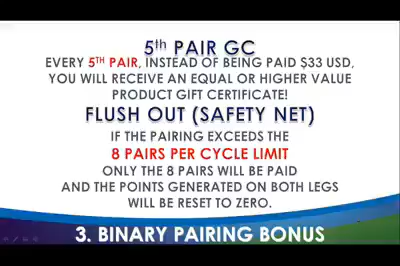 5th PAIR GC
EVERY 5TH PAIR, INSTEAD OF BEING PAID $33 USD,
YOU WILL RECEIVE AN EQUAL OR HIGHER VALUE
PRODUCT GIFT CERTIFICATE!
FLUSH OUT (SAFETY NET)
IF THE PAIRING EXCEEDS THE
8 PAIRS PER CYCLE LIMIT
ONLY THE 8 PAIRS WILL BE PAID
AND THE POINTS GENERATED ON BOTH LEGS
WILL BE RESET TO ZERO.
3. BINARY PAIRING BONUS